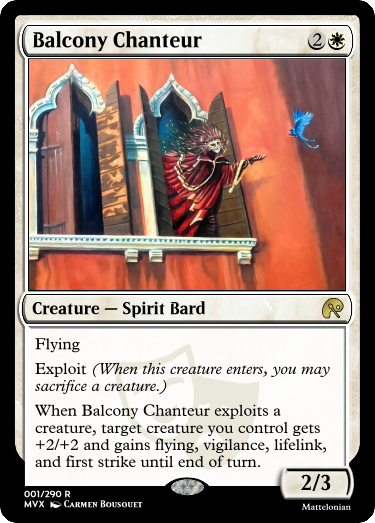 Balcony Chanteur 2
Creature — Spirit Bard
Flying
Exploit (When this creature enters, you may
sacrifice a creature.)
When Balcony Chanteur exploits a
creature, target creature you control gets
+2/+2 and gains flying, vigilance, lifelink,
and first strike until end of turn.
2/3
001/290 R
MVX Carmen Bousquet
Mattelonian